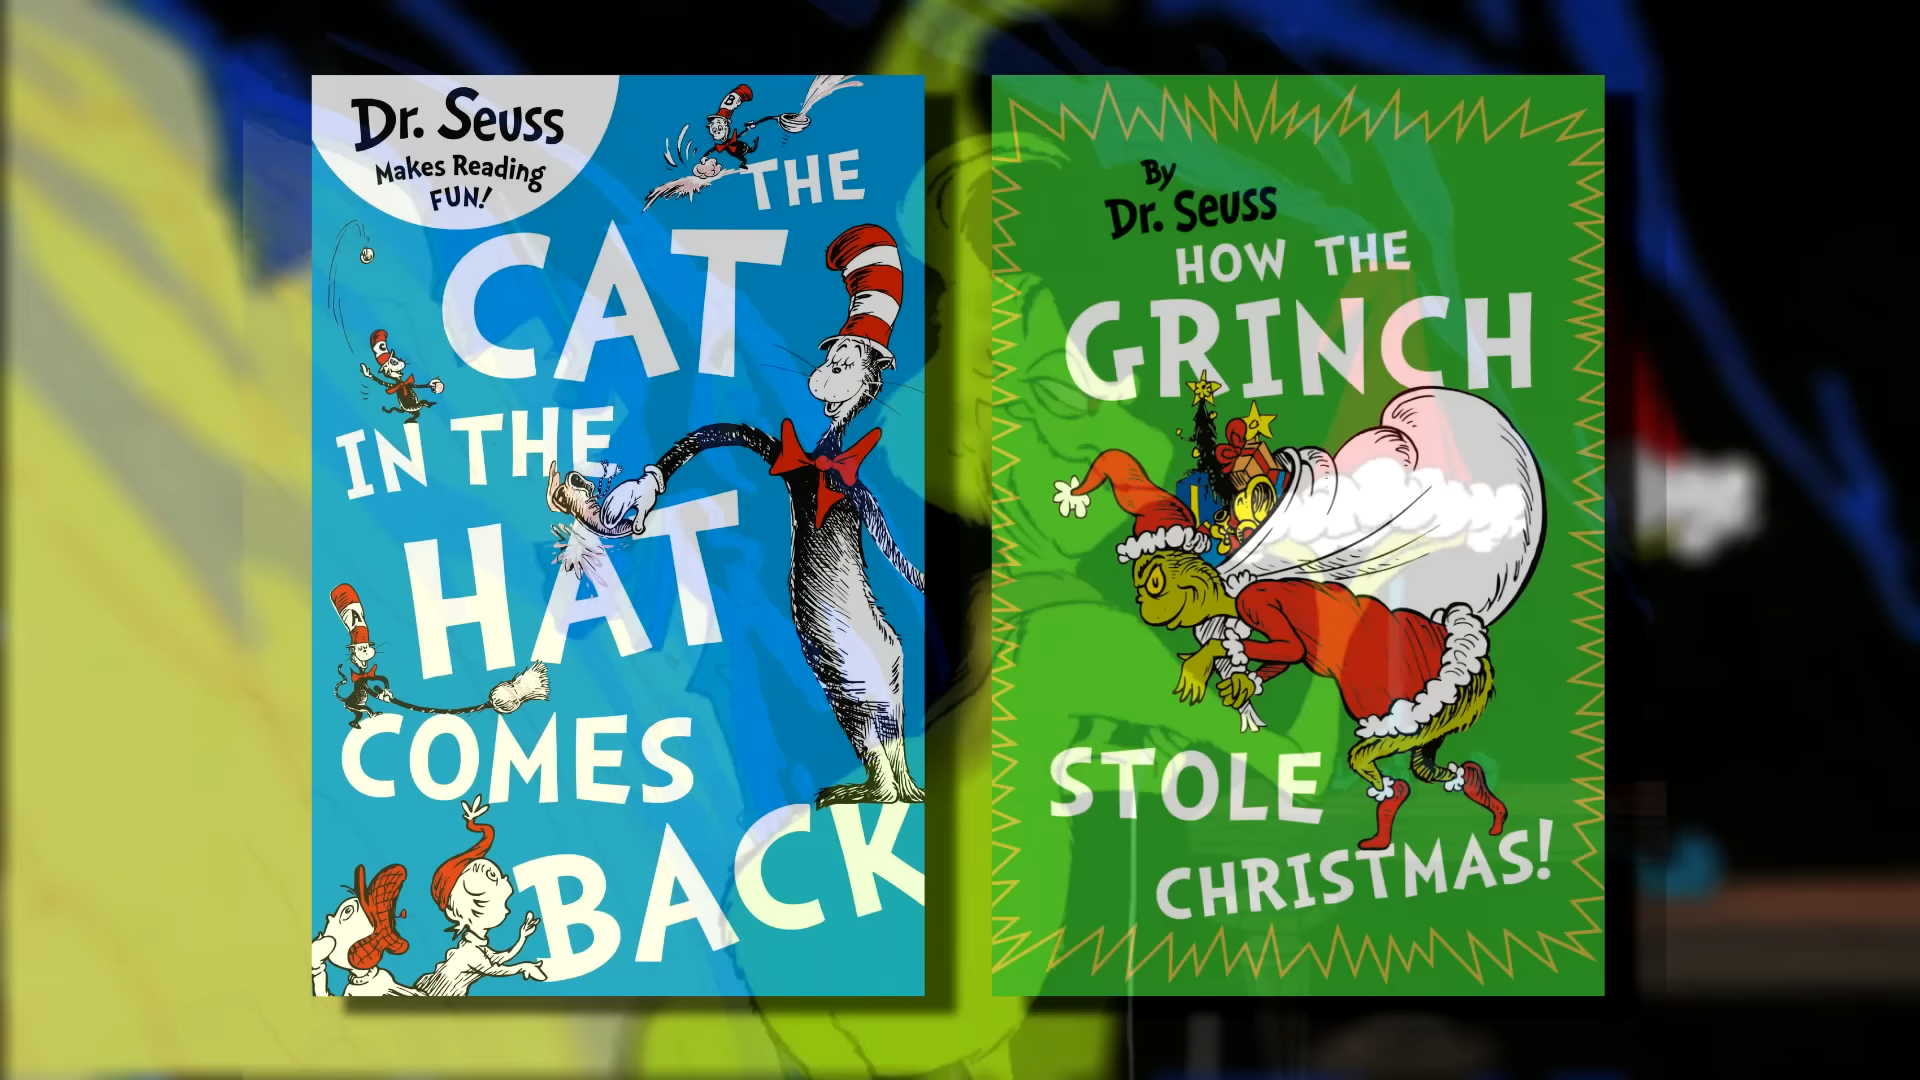 Dr. Seuss
Makes Reading
FUN!
B
THE
CAT
C
IN THE
HAT
A
COMES
BACK
By
Dr. Seuss
HOW THE
GRINCH
STOLE
CHRISTMAS!